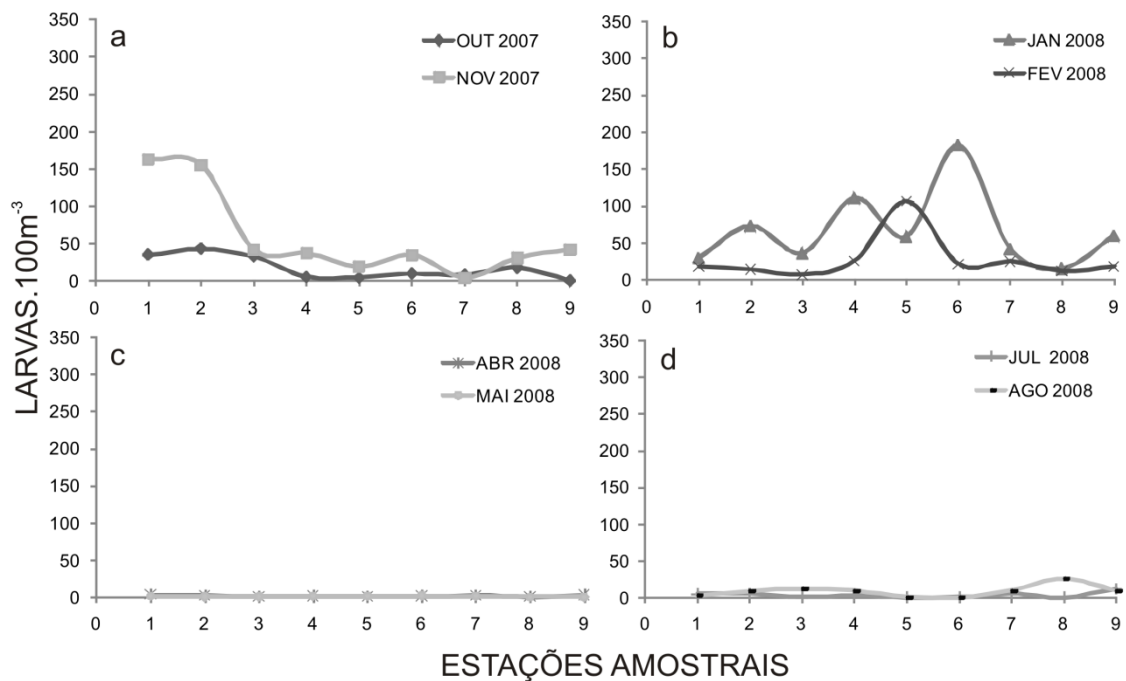 a
OUT 2007
NOV 2007
350
300
250
200
150
100
50
0
0 1 2 3 4 5 6 7 8 9
b
JAN 2008
FEV 2008
350
300
250
200
150
100
50
0
0 1 2 3 4 5 6 7 8 9
LARVAS.100m⁻³
c
ABR 2008
MAI 2008
350
300
250
200
150
100
50
0
0 1 2 3 4 5 6 7 8 9
d
JUL 2008
AGO 2008
350
300
250
200
150
100
50
0
0 1 2 3 4 5 6 7 8 9
ESTAÇÕES AMOSTRAIS